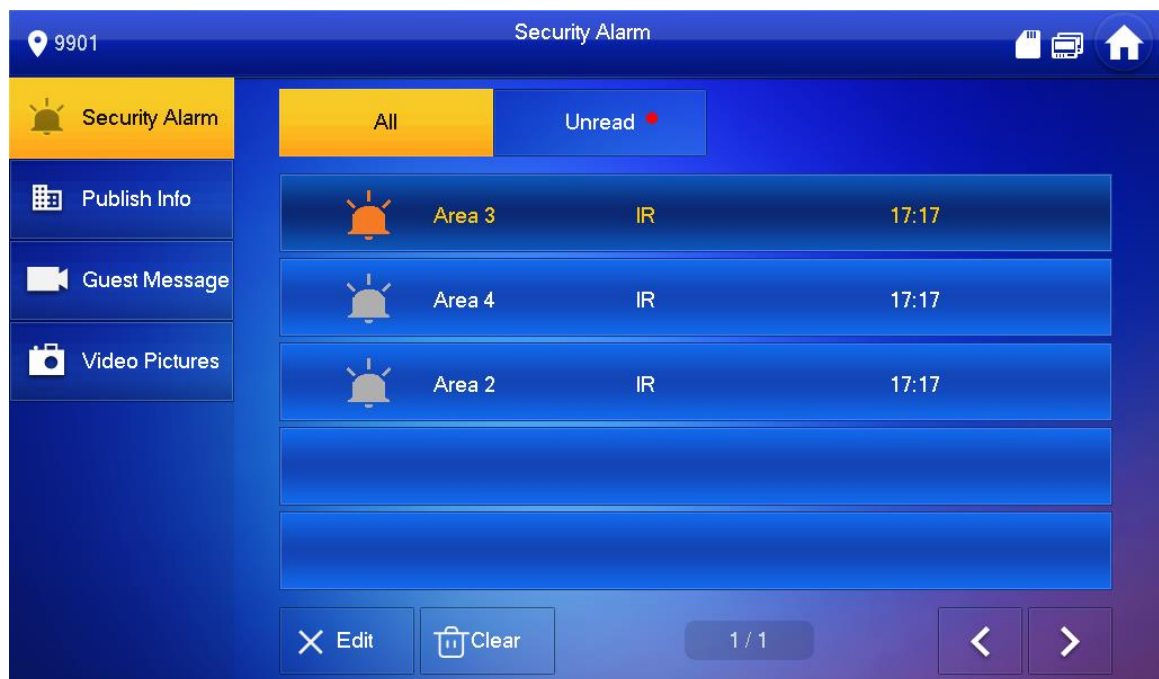 9901
Security Alarm
Security Alarm
Publish Info
Guest Message
Video Pictures
All
Unread
Area 3 IR 17:17
Area 4 IR 17:17
Area 2 IR 17:17
Edit
Clear
1 / 1